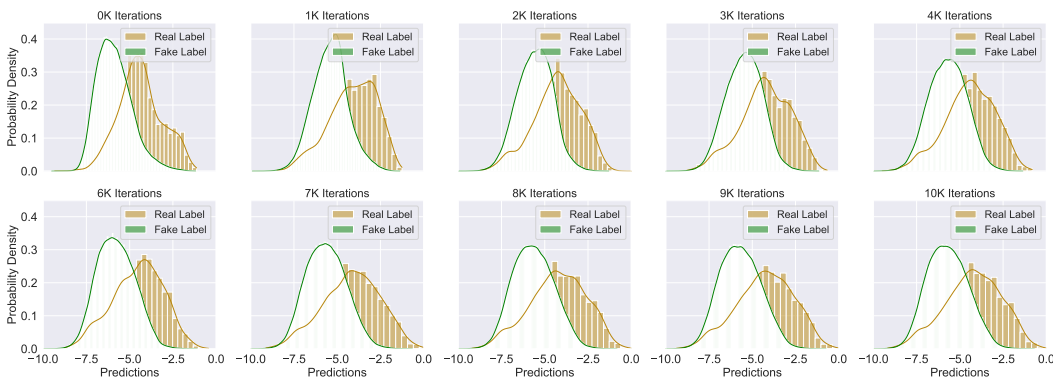 0K Iterations 1K Iterations 2K Iterations 3K Iterations 4K Iterations
Real Label Real Label Real Label Real Label Real Label
Fake Label Fake Label Fake Label Fake Label Fake Label
Probability Density
0.4
0.3
0.2
0.1
0.0
6K Iterations 7K Iterations 8K Iterations 9K Iterations 10K Iterations
Real Label Real Label Real Label Real Label Real Label
Fake Label Fake Label Fake Label Fake Label Fake Label
Probability Density
0.4
0.3
0.2
0.1
0.0
−10.0 −7.5 −5.0 −2.5 0.0 −7.5 −5.0 −2.5 0.0 −7.5 −5.0 −2.5 0.0 −7.5 −5.0 −2.5 0.0 −10.0 −7.5 −5.0 −2.5 0.0
Predictions Predictions Predictions Predictions Predictions